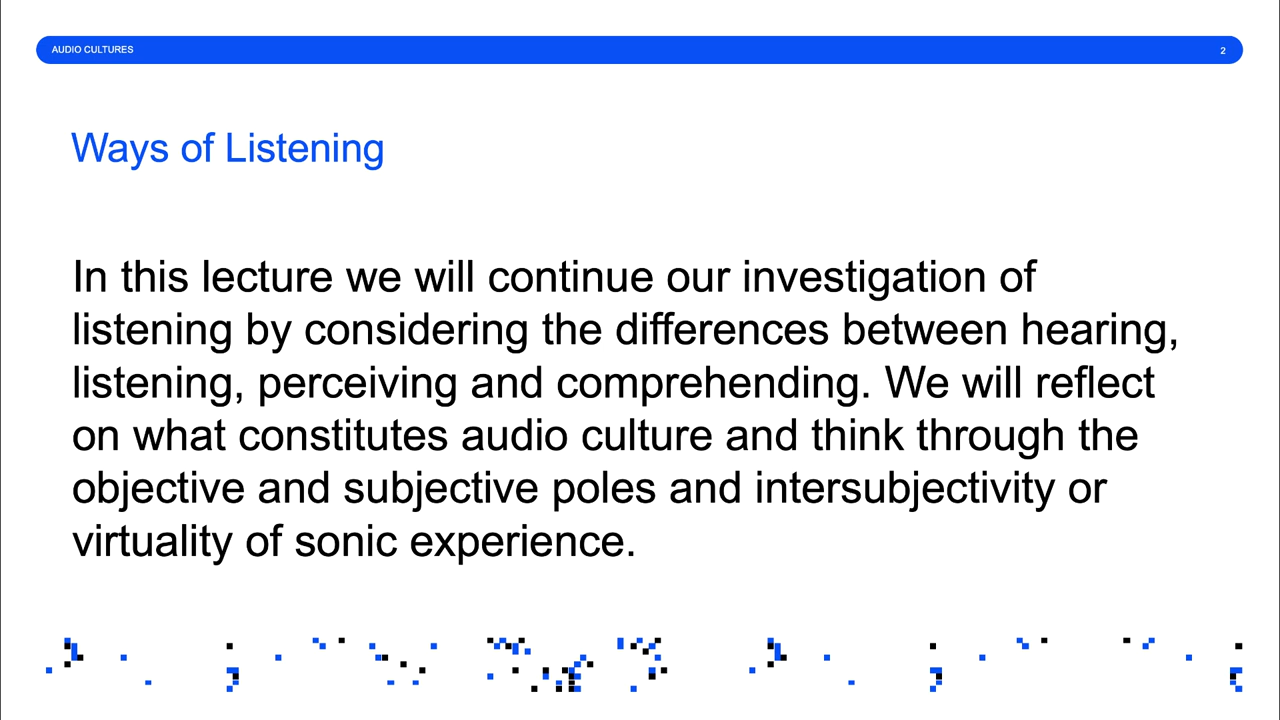 AUDIO CULTURES 2
Ways of Listening
In this lecture we will continue our investigation of
listening by considering the differences between hearing,
listening, perceiving and comprehending. We will reflect
on what constitutes audio culture and think through the
objective and subjective poles and intersubjectivity or
virtuality of sonic experience.